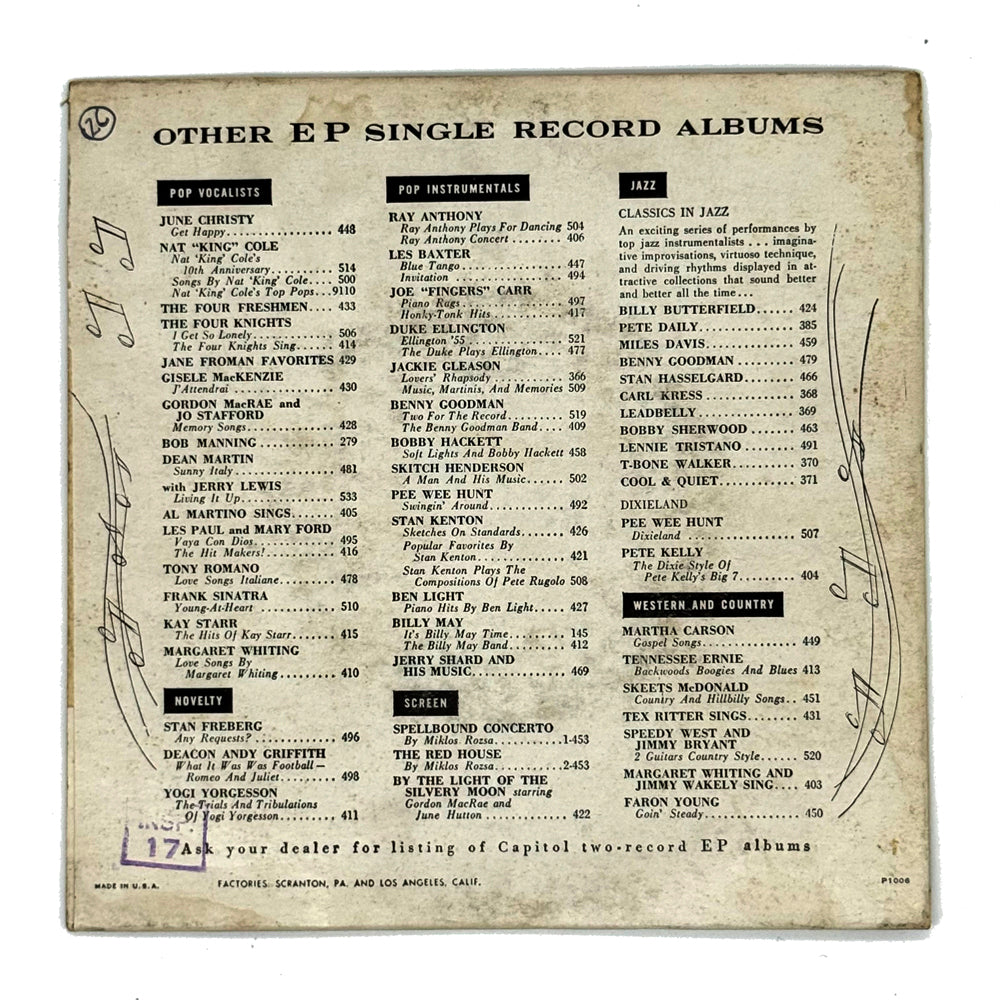 26
OTHER EP SINGLE RECORD ALBUMS
POP VOCALISTS
JUNE CHRISTY
Get Happy................ 448
NAT "KING" COLE
Nat 'King' Cole's
10th Anniversary.......... 514
Songs By Nat 'King' Cole.... 500
Nat 'King' Cole's Top Pops...9110
THE FOUR FRESHMEN.... 433
THE FOUR KNIGHTS
I Get So Lonely............. 506
The Four Knights Sing....... 414
JANE FROMAN FAVORITES 429
GISELE MacKENZIE
J'Attendrai ............... 430
GORDON MacRAE and
JO STAFFORD
Memory Songs............. 428
BOB MANNING............ 279
DEAN MARTIN
Sunny Italy................ 481
with JERRY LEWIS
Living It Up............... 533
AL MARTINO SINGS....... 405
LES PAUL and MARY FORD
Vaya Con Dios............. 495
The Hit Makers!............ 416
TONY ROMANO
Love Songs Italiane......... 478
FRANK SINATRA
Young-At-Heart ........... 510
KAY STARR
The Hits Of Kay Starr....... 415
MARGARET WHITING
Love Songs By
Margaret Whiting ......... 410
NOVELTY
STAN FREBERG
Any Requests? ............. 496
DEACON ANDY GRIFFITH
What It Was Was Football—
Romeo And Juliet......... 498
YOGI YORGESSON
The Trials And Tribulations
Of Yogi Yorgesson......... 411
POP INSTRUMENTALS
RAY ANTHONY
Ray Anthony Plays For Dancing 504
Ray Anthony Concert ........ 406
LES BAXTER
Blue Tango................ 447
Invitation ................ 494
JOE "FINGERS" CARR
Piano Rags................ 497
Honky-Tonk Hits ........... 417
DUKE ELLINGTON
Ellington '55............... 521
The Duke Plays Ellington.... 477
JACKIE GLEASON
Lovers' Rhapsody ........... 366
Music, Martinis, And Memories 509
BENNY GOODMAN
Two For The Record......... 519
The Benny Goodman Band.... 409
BOBBY HACKETT
Soft Lights And Bobby Hackett 458
SKITCH HENDERSON
A Man And His Music...... 502
PEE WEE HUNT
Swingin' Around............ 492
STAN KENTON
Sketches On Standards....... 426
Popular Favorites By
Stan Kenton.............. 421
Stan Kenton Plays The
Compositions Of Pete Rugolo 508
BEN LIGHT
Piano Hits By Ben Light..... 427
BILLY MAY
It's Billy May Time......... 145
The Billy May Band......... 412
JERRY SHARD AND
HIS MUSIC............... 469
SCREEN
SPELLBOUND CONCERTO
By Miklos Rozsa...........1-453
THE RED HOUSE
By Miklos Rozsa...........2-453
BY THE LIGHT OF THE
SILVERY MOON starring
Gordon MacRae and
June Hutton ............. 422
JAZZ
CLASSICS IN JAZZ
An exciting series of performances by
top jazz instrumentalists . . . imagina-
tive improvisations, virtuoso technique,
and driving rhythms displayed in at-
tractive collections that sound better
and better all the time . . .
BILLY BUTTERFIELD...... 424
PETE DAILY.............. 385
MILES DAVIS............. 459
BENNY GOODMAN ........ 479
STAN HASSELGARD....... 466
CARL KRESS ............. 368
LEADBELLY.............. 369
BOBBY SHERWOOD ....... 463
LENNIE TRISTANO ....... 491
T-BONE WALKER.......... 370
COOL & QUIET............ 371
DIXIELAND
PEE WEE HUNT
Dixieland ................ 507
PETE KELLY
The Dixie Style Of
Pete Kelly's Big 7......... 404
WESTERN AND COUNTRY
MARTHA CARSON
Gospel Songs............... 449
TENNESSEE ERNIE
Backwoods Boogies And Blues 413
SKEETS McDONALD
Country And Hillbilly Songs.. 451
TEX RITTER SINGS........ 431
SPEEDY WEST AND
JIMMY BRYANT
2 Guitars Country Style...... 520
MARGARET WHITING AND
JIMMY WAKELY SING.... 403
FARON YOUNG
Goin' Steady............... 450
INSP.
17
Ask your dealer for listing of Capitol two-record EP albums
MADE IN U.S.A.
FACTORIES: SCRANTON, PA. AND LOS ANGELES, CALIF.
P1006